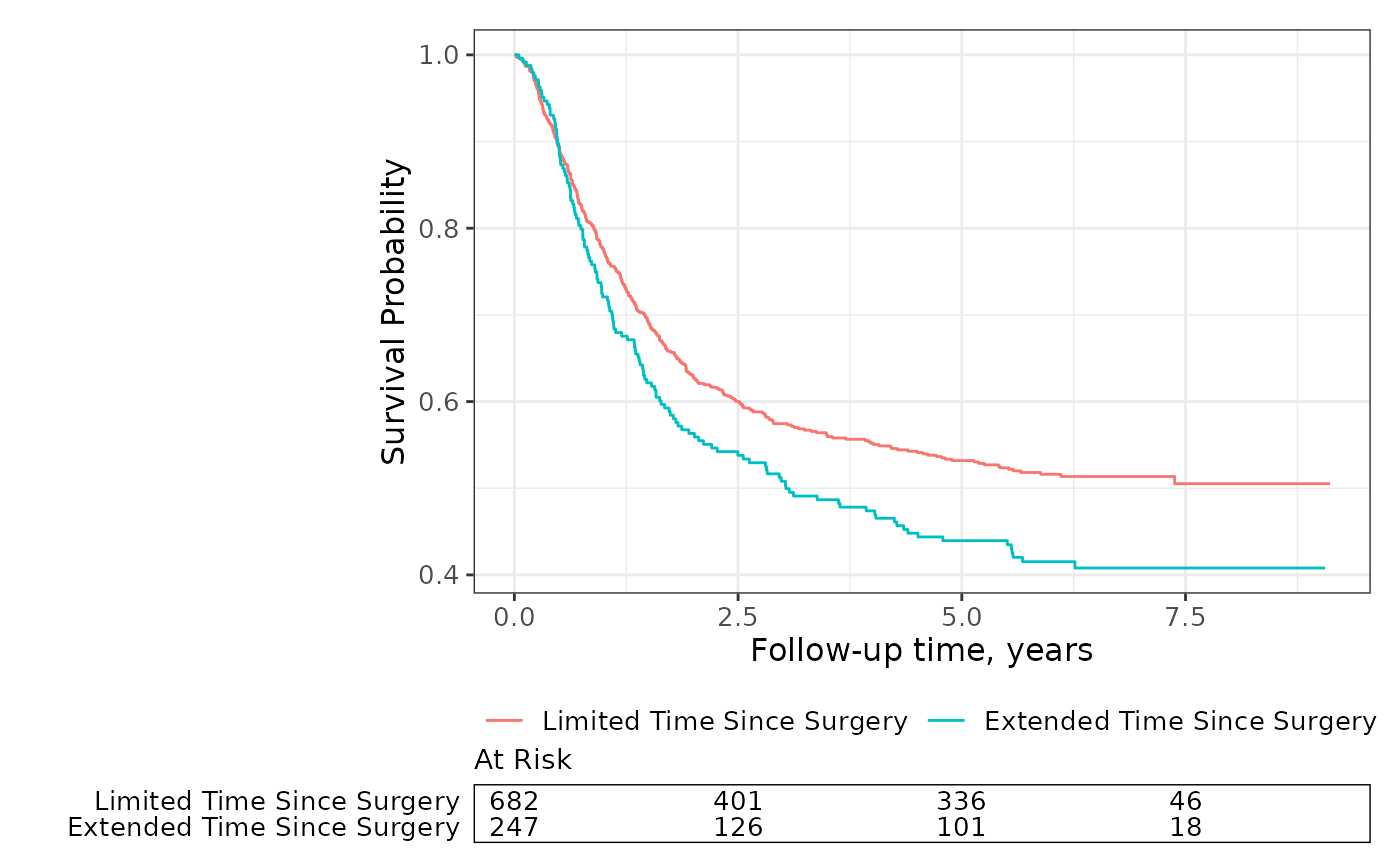 1.0
0.8
0.6
0.4
Survival Probability
0.0 2.5 5.0 7.5
Follow-up time, years
Limited Time Since Surgery Extended Time Since Surgery
At Risk
Limited Time Since Surgery 682 401 336 46
Extended Time Since Surgery 247 126 101 18